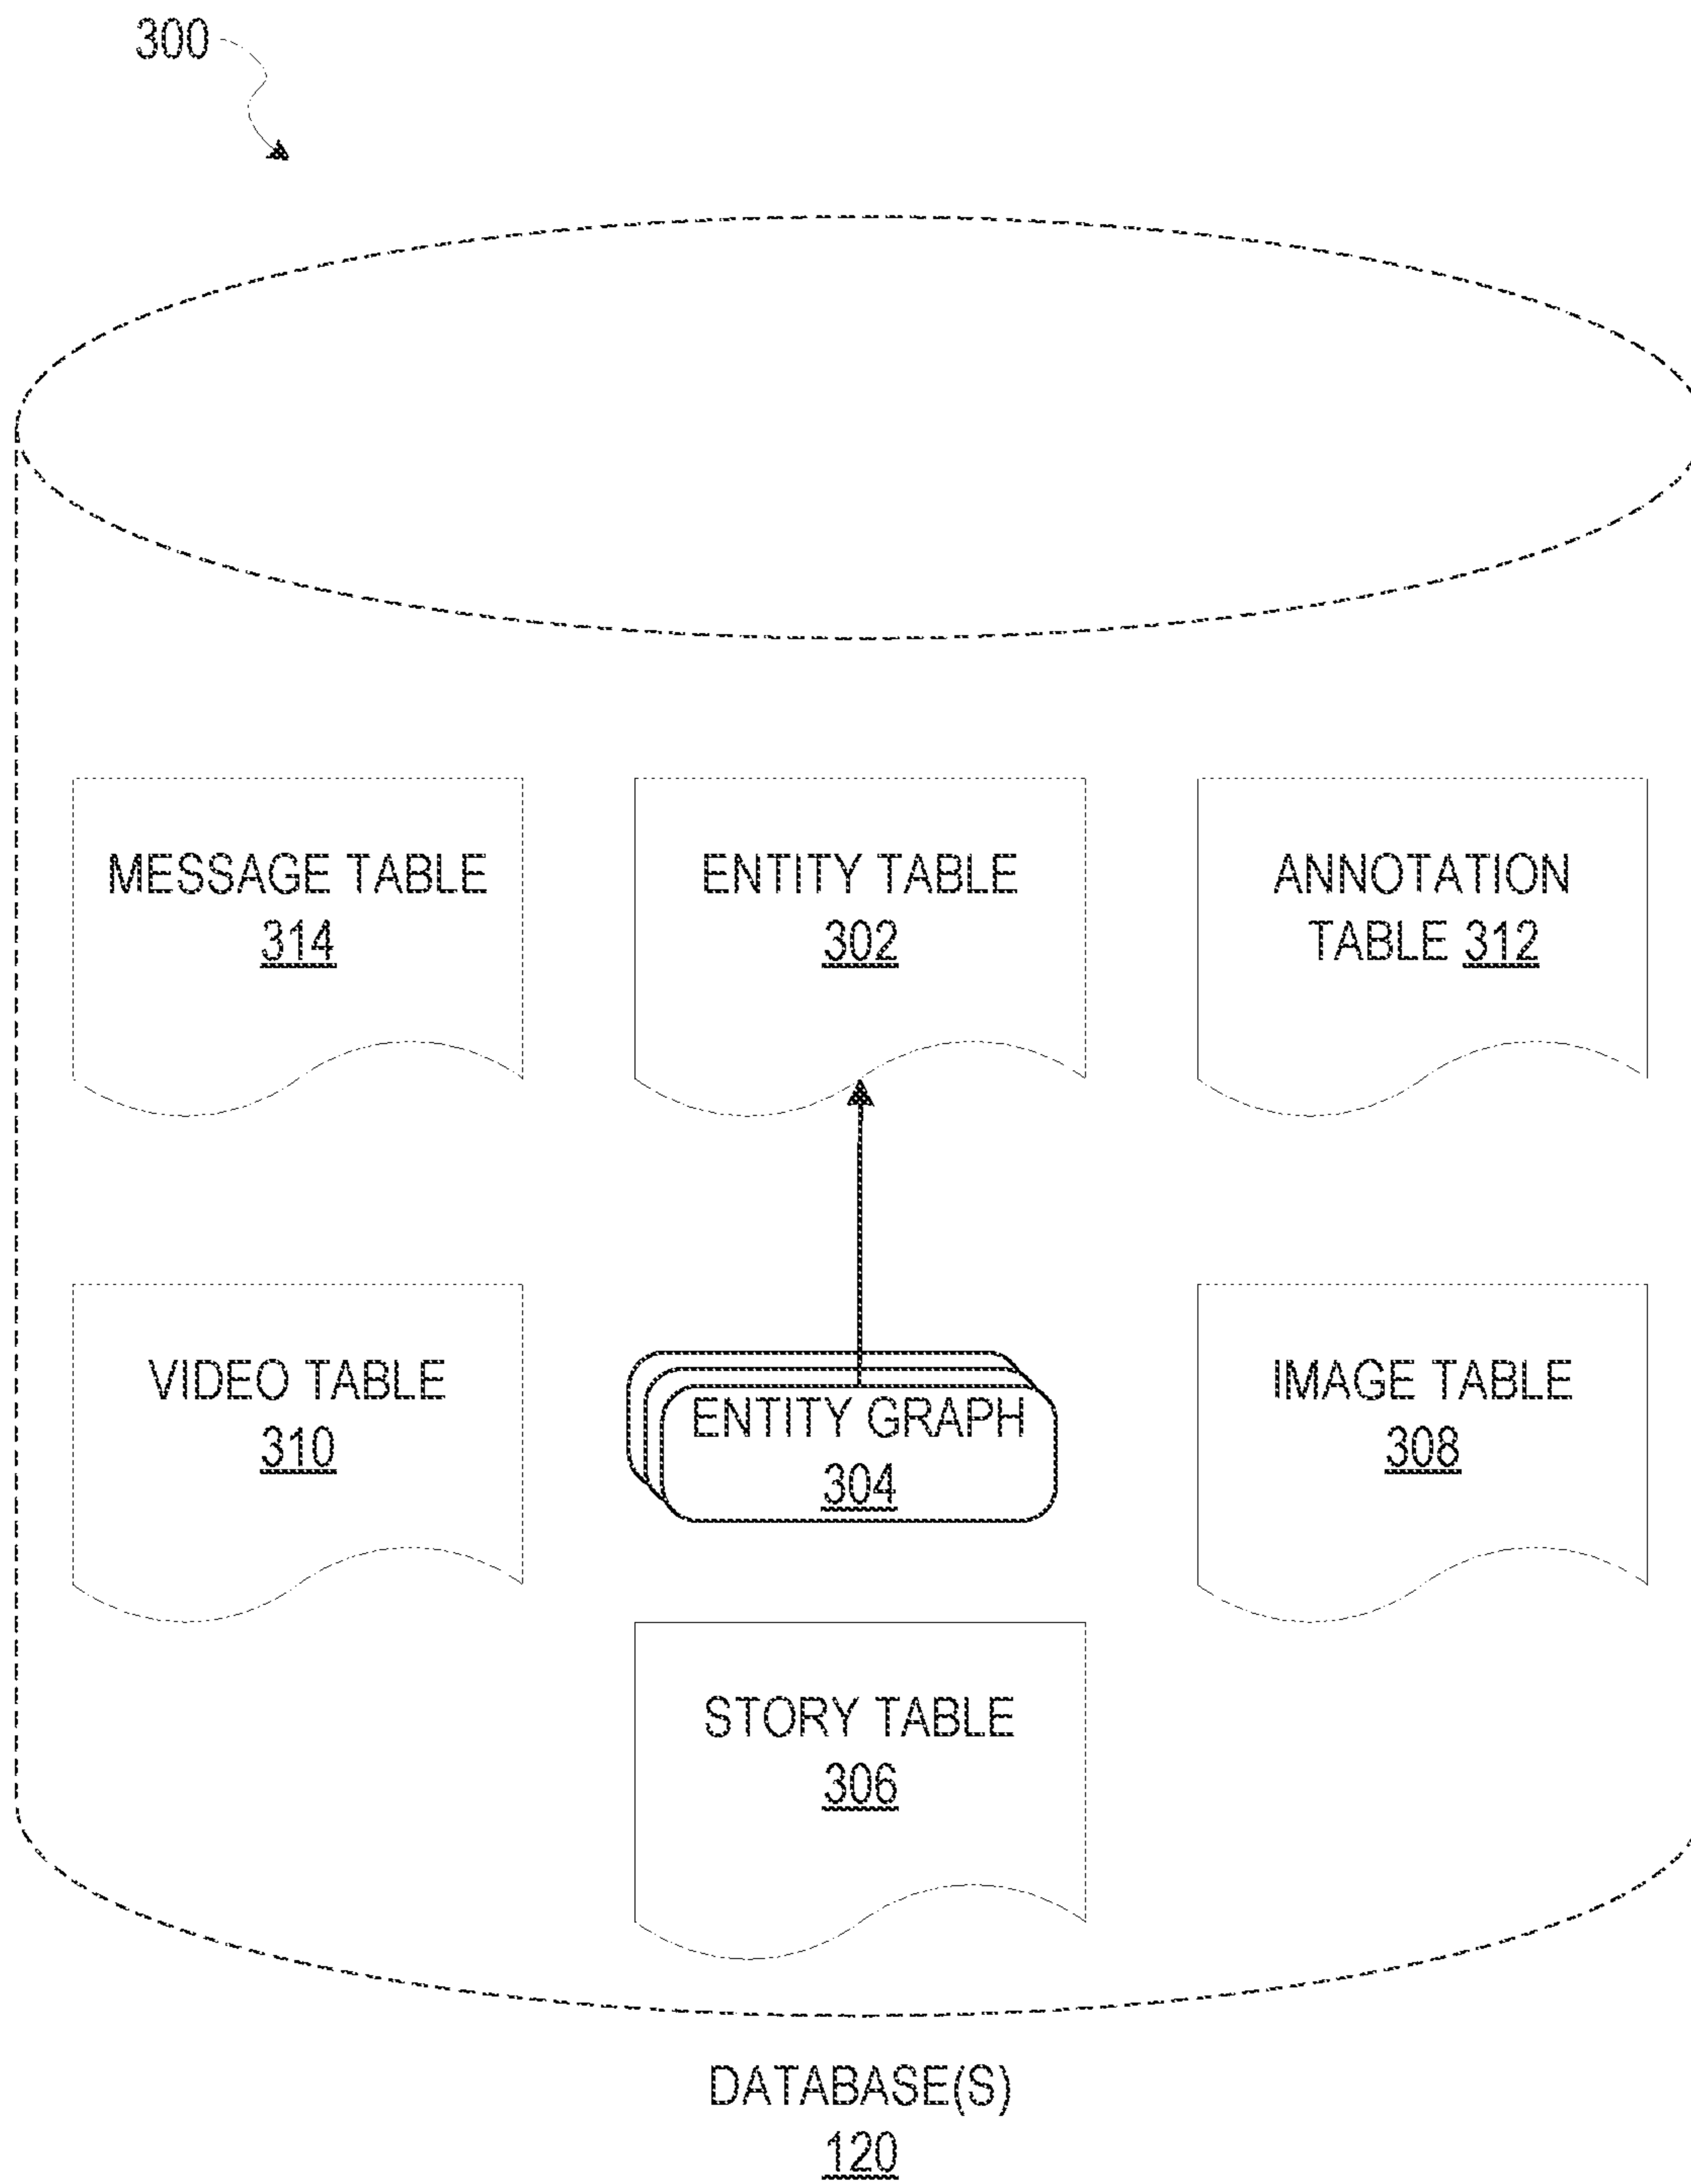 300
MESSAGE TABLE
314
ENTITY TABLE
302
ANNOTATION
TABLE 312
VIDEO TABLE
310
ENTITY GRAPH
304
IMAGE TABLE
308
STORY TABLE
306
DATABASE(S)
120